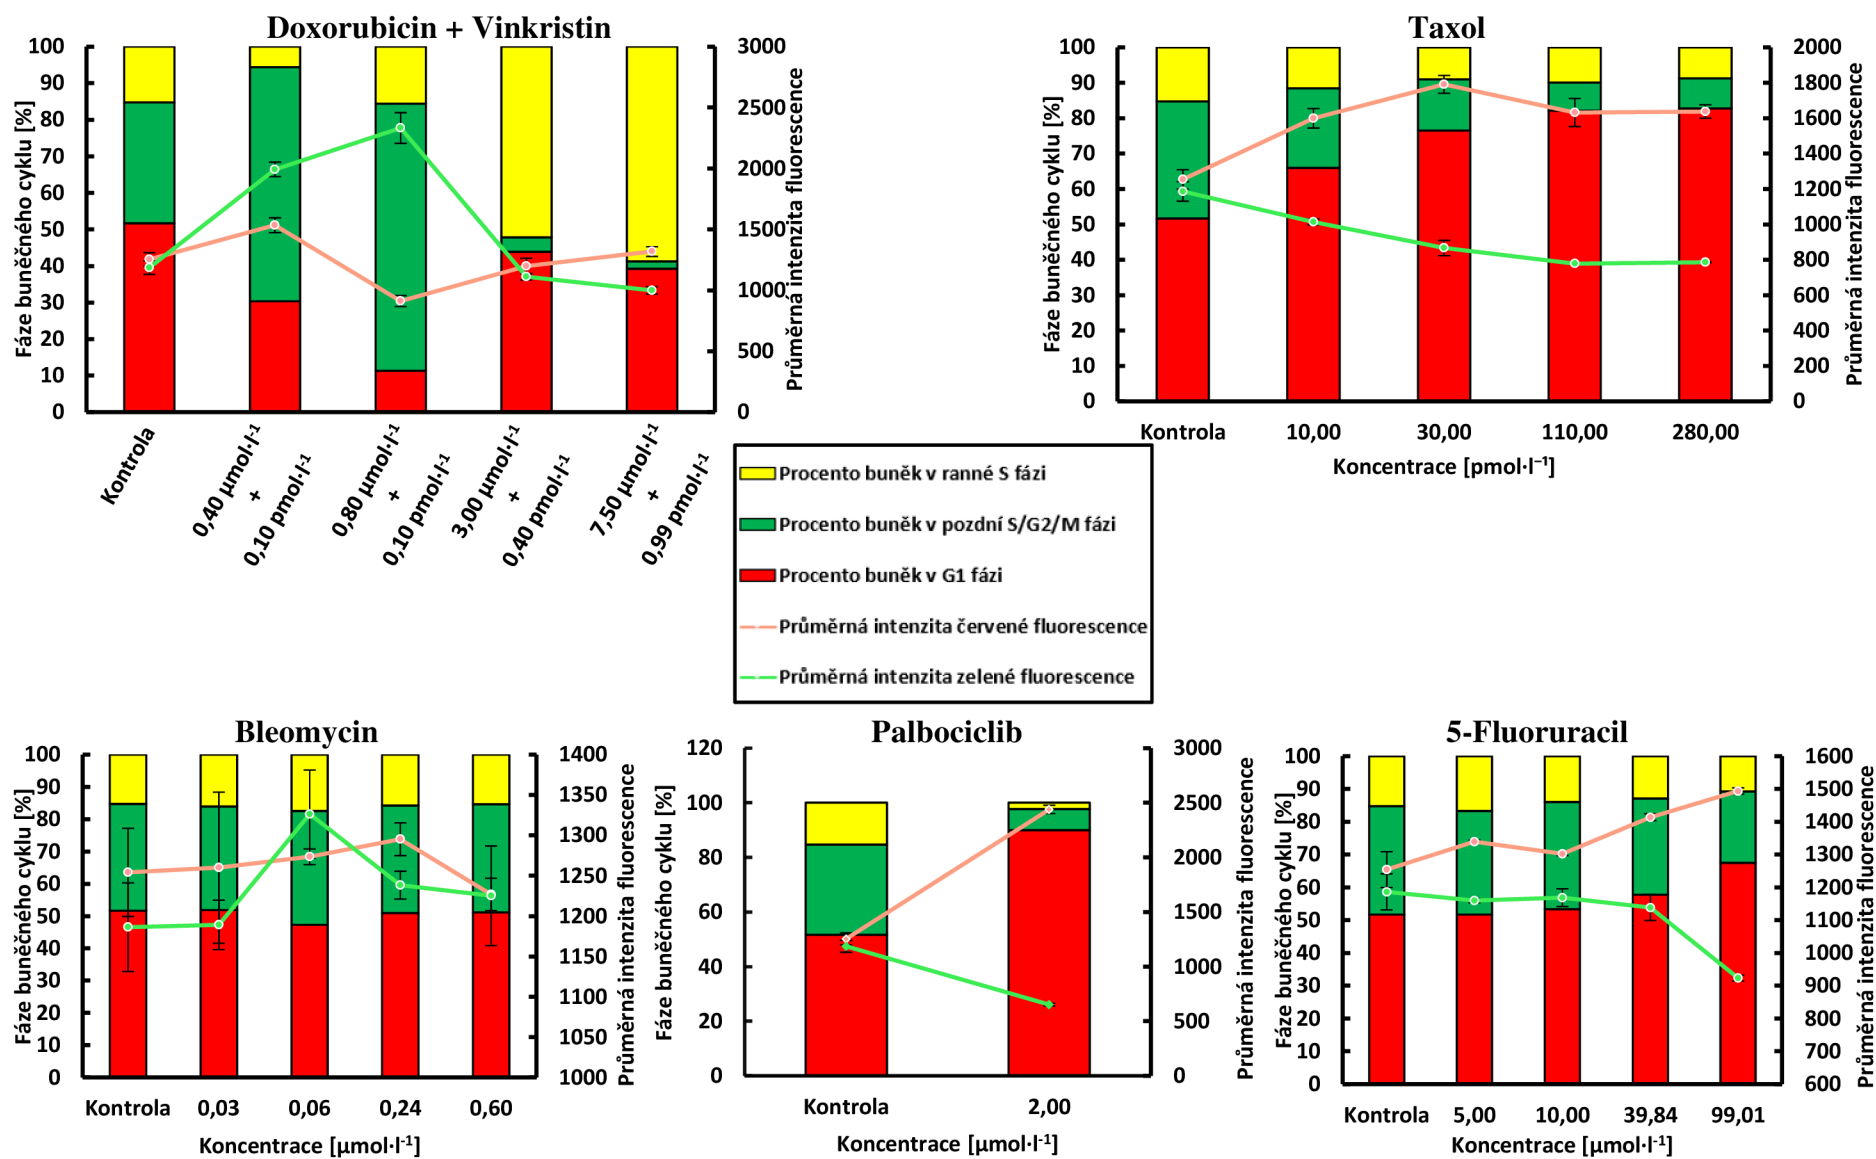 Doxorubicin + Vinkristin
Fáze buněčného cyklu [%]
100
90
80
70
60
50
40
30
20
10
0
3000
2500
2000
1500
1000
500
0
Průměrná intenzita fluorescence
Kontrola
0,40 µmol·l-1
+
0,10 pmol·l-1
0,80 µmol·l-1
+
0,10 pmol·l-1
3,00 µmol·l-1
+
0,40 pmol·l-1
7,50 µmol·l-1
+
0,99 pmol·l-1
Taxol
Fáze buněčného cyklu [%]
100
90
80
70
60
50
40
30
20
10
0
2000
1800
1600
1400
1200
1000
800
600
400
200
0
Průměrná intenzita fluorescence
Kontrola 10,00 30,00 110,00 280,00
Koncentrace [pmol·l⁻¹]
Procento buněk v ranné S fázi
Procento buněk v pozdní S/G2/M fázi
Procento buněk v G1 fázi
Průměrná intenzita červené fluorescence
Průměrná intenzita zelené fluorescence
Bleomycin
Fáze buněčného cyklu [%]
100
90
80
70
60
50
40
30
20
10
0
1400
1350
1300
1250
1200
1150
1100
1050
1000
Průměrná intenzita fluorescence
Kontrola 0,03 0,06 0,24 0,60
Koncentrace [µmol·l-1]
Palbociclib
Fáze buněčného cyklu [%]
120
100
80
60
40
20
0
3000
2500
2000
1500
1000
500
0
Průměrná intenzita fluorescence
Kontrola 2,00
Koncentrace [µmol·l-1]
5-Fluoruracil
Fáze buněčného cyklu [%]
100
90
80
70
60
50
40
30
20
10
0
1600
1500
1400
1300
1200
1100
1000
900
800
700
600
Průměrná intenzita fluorescence
Kontrola 5,00 10,00 39,84 99,01
Koncentrace [µmol·l-1]